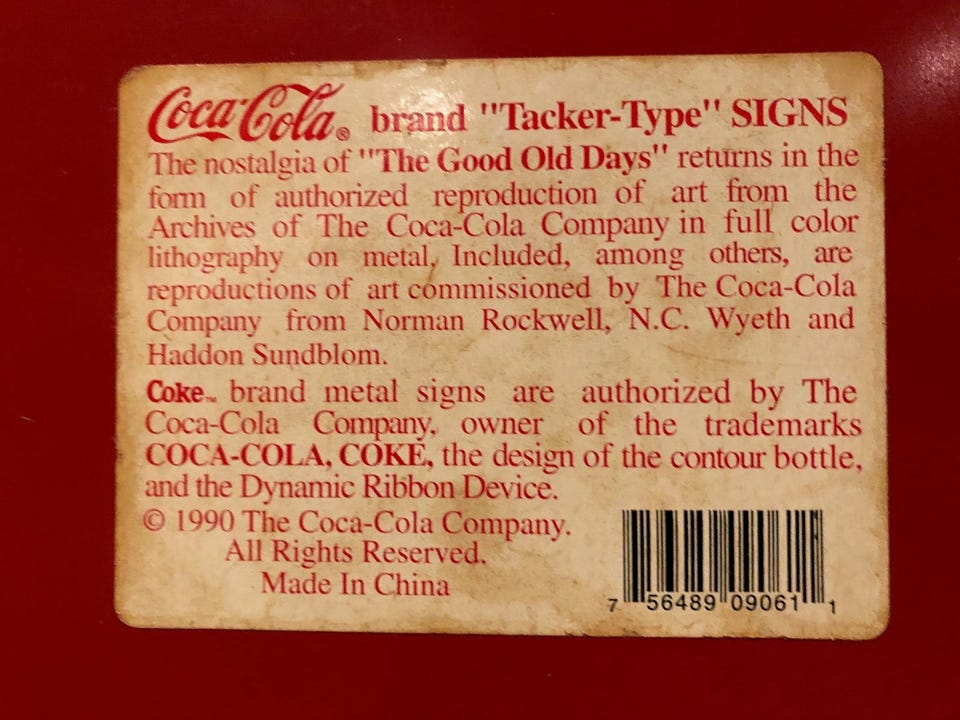 Coca-Cola® brand "Tacker-Type" SIGNS
The nostalgia of "The Good Old Days" returns in the
form of authorized reproduction of art from the
Archives of The Coca-Cola Company in full color
lithography on metal. Included, among others, are
reproductions of art commissioned by The Coca-Cola
Company from Norman Rockwell, N.C. Wyeth and
Haddon Sundblom.
Coke™ brand metal signs are authorized by The
Coca-Cola Company, owner of the trademarks
COCA-COLA, COKE, the design of the contour bottle,
and the Dynamic Ribbon Device.
© 1990 The Coca-Cola Company.
All Rights Reserved.
Made In China
7 56489 09061 1